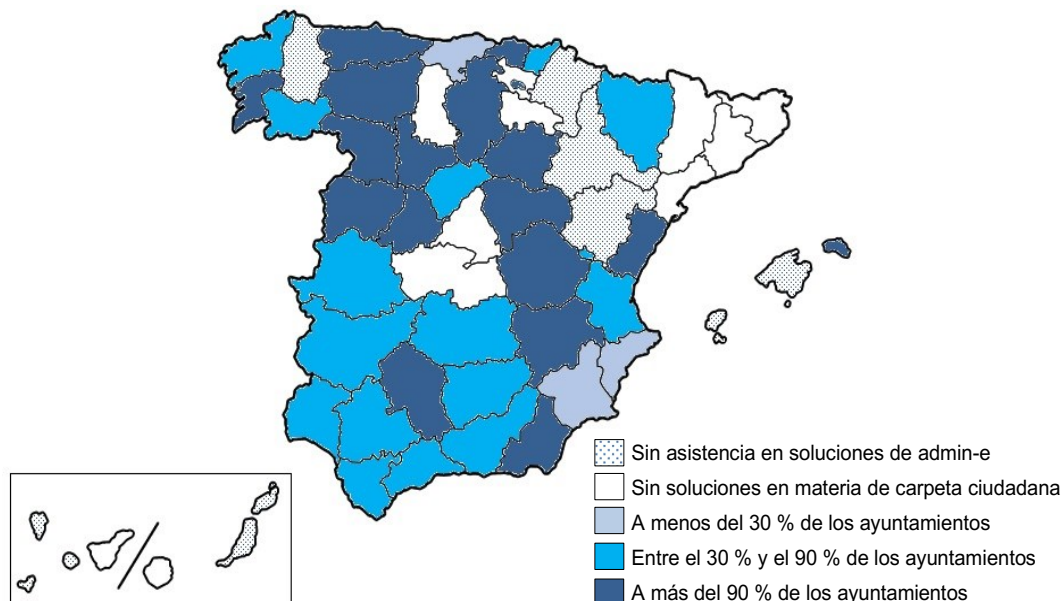 Sin asistencia en soluciones de admin-e
Sin soluciones en materia de carpeta ciudadana
A menos del 30 % de los ayuntamientos
Entre el 30 % y el 90 % de los ayuntamientos
A más del 90 % de los ayuntamientos